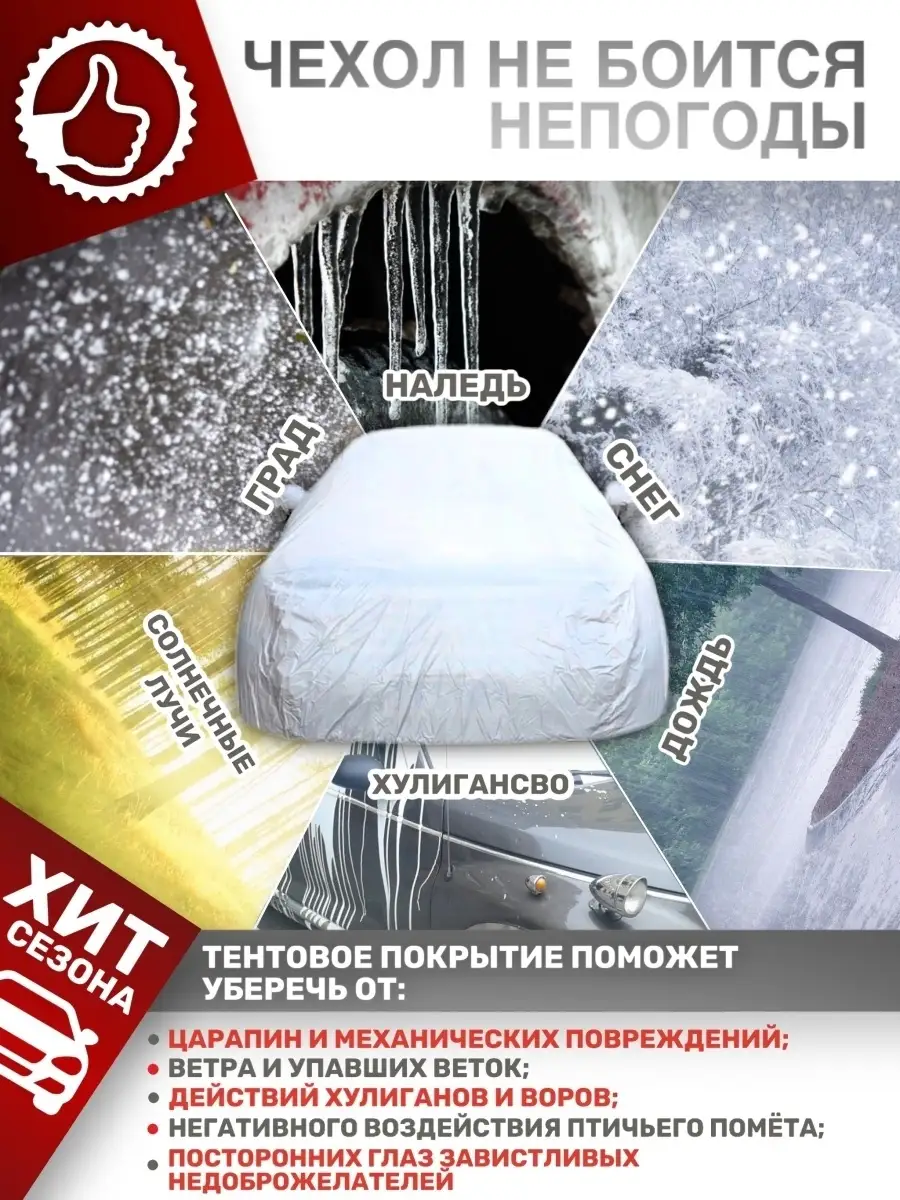 ЧЕХОЛ НЕ БОИТСЯ
НЕПОГОДЫ
НАЛЕДЬ
ГРАД
СНЕГ
СОЛНЕЧНЫЕ
ЛУЧИ
ДОЖДЬ
ХУЛИГАНСВО
ХИТ
СЕЗОНА
ТЕНТОВОЕ ПОКРЫТИЕ ПОМОЖЕТ
УБЕРЕЧЬ ОТ:
• ЦАРАПИН И МЕХАНИЧЕСКИХ ПОВРЕЖДЕНИЙ;
• ВЕТРА И УПАВШИХ ВЕТОК;
• ДЕЙСТВИЙ ХУЛИГАНОВ И ВОРОВ;
• НЕГАТИВНОГО ВОЗДЕЙСТВИЯ ПТИЧЬЕГО ПОМЁТА;
• ПОСТОРОННИХ ГЛАЗ ЗАВИСТЛИВЫХ
НЕДОБРОЖЕЛАТЕЛЕЙ